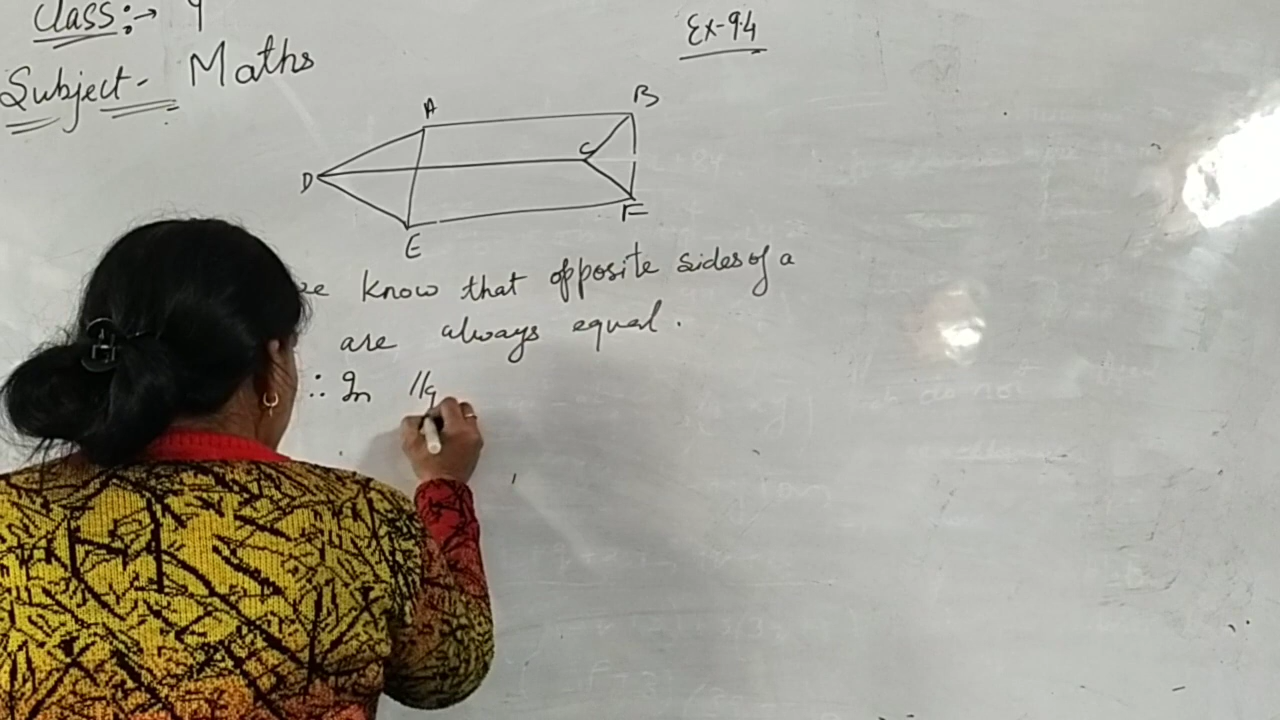 Class:→ 9
Subject- Maths
Ex-9.4
A
B
C
D
E
F
know that opposite sides of a
are always equal.
∴ In ||g